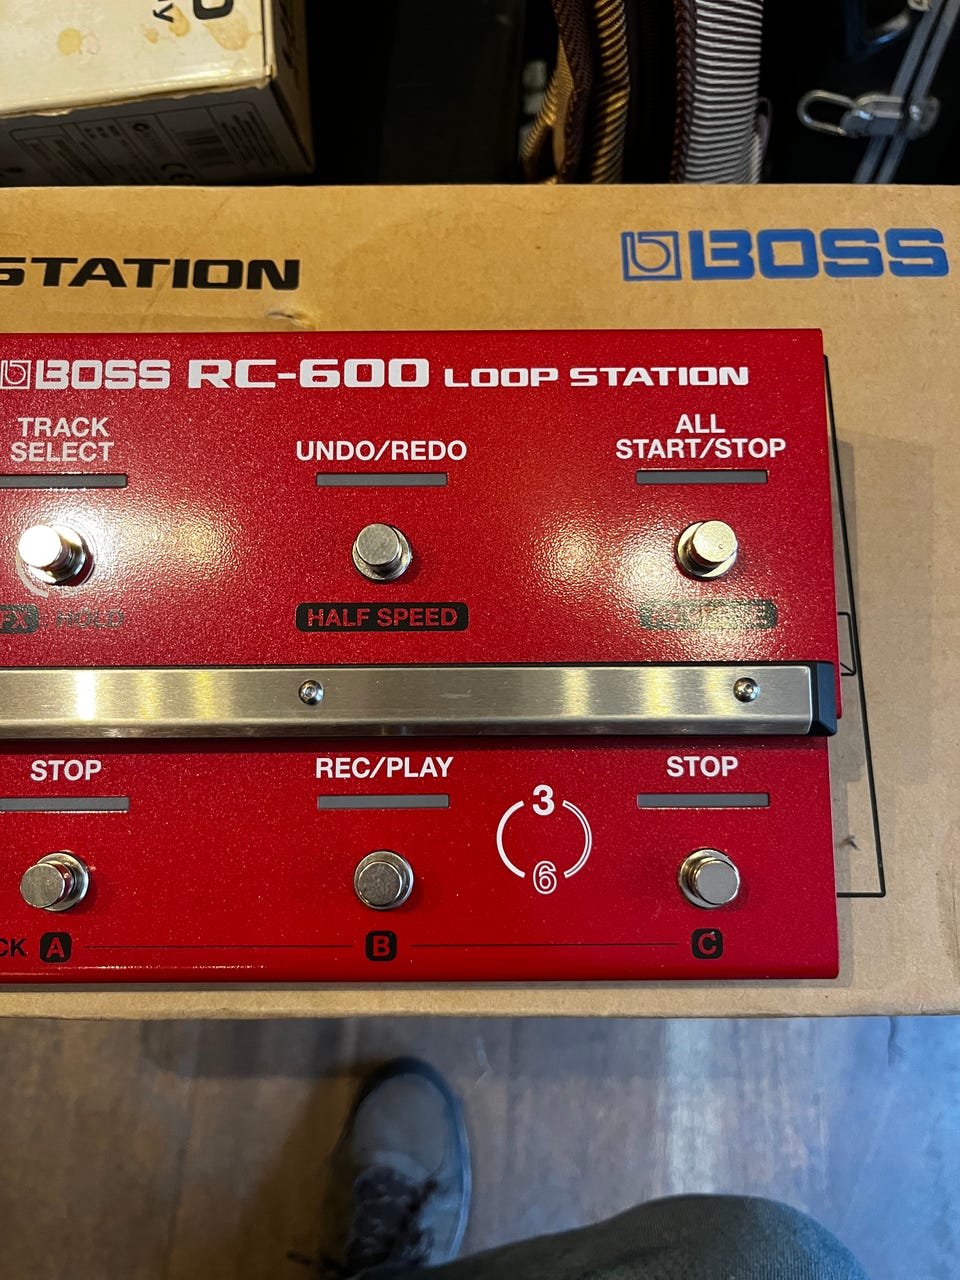 STATION
BOSS
BOSS RC-600 LOOP STATION
TRACK
SELECT
UNDO/REDO
ALL
START/STOP
FX
HOLD
HALF SPEED
STOP
REC/PLAY
STOP
3
6
CK A
B
C